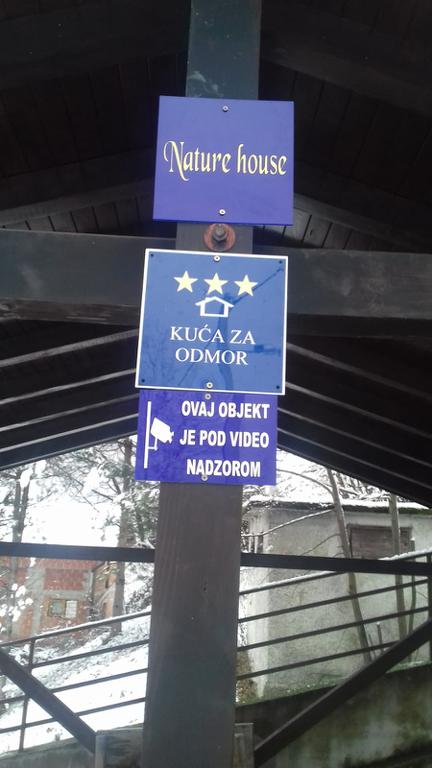 Nature house
KUĆA ZA
ODMOR
OVAJ OBJEKT
JE POD VIDEO
NADZOROM